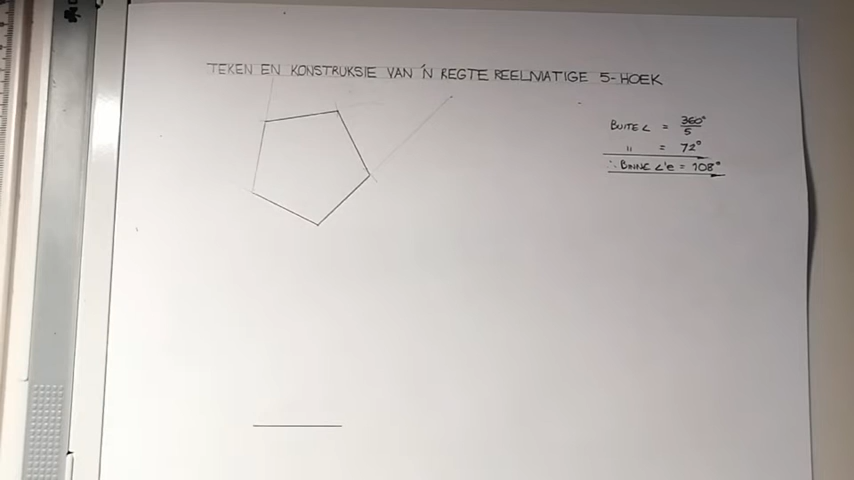 TEKEN EN KONSTRUKSIE VAN 'N REGTE REELMATIGE 5-HOEK
BUITE ∠ = 360°/5
" = 72°
∴ BINNE ∠'e = 108°